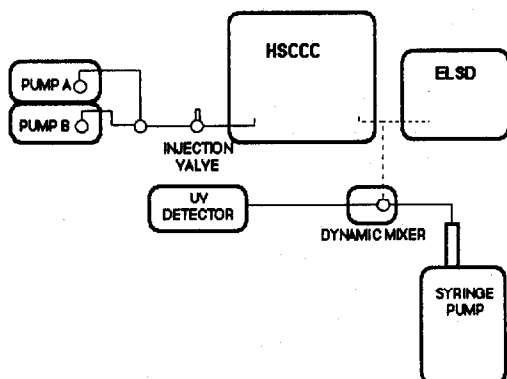 HSCCC
ELSD
PUMP A
PUMP B
INJECTION
VALVE
UV
DETECTOR
DYNAMIC MIXER
SYRINGE
PUMP